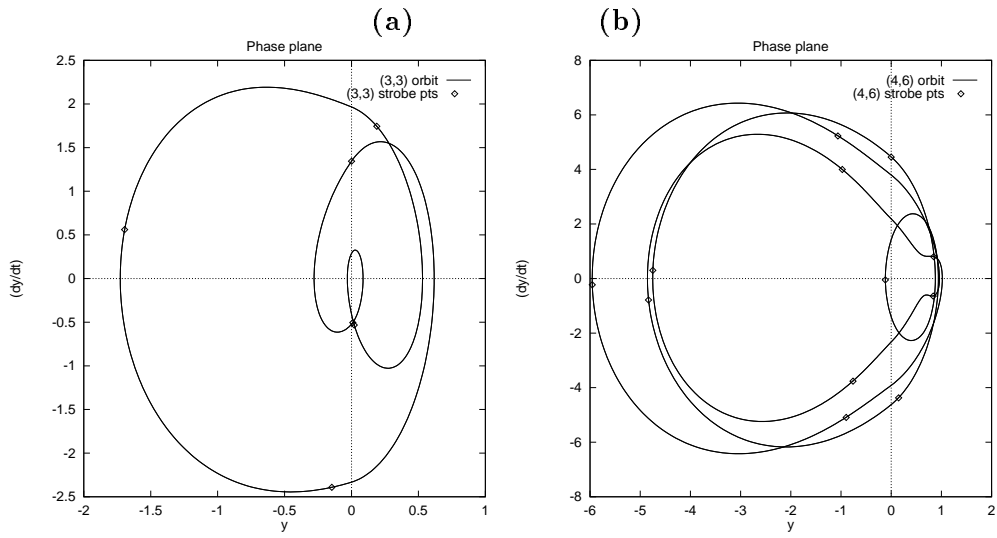 (a)
Phase plane
(3,3) orbit
(3,3) strobe pts
2.5
2
1.5
1
0.5
0
-0.5
-1
-1.5
-2
-2.5
(dy/dt)
-2 -1.5 -1 -0.5 0 0.5 1
y
(b)
Phase plane
(4,6) orbit
(4,6) strobe pts
8
6
4
2
0
-2
-4
-6
-8
(dy/dt)
-6 -5 -4 -3 -2 -1 0 1 2
y